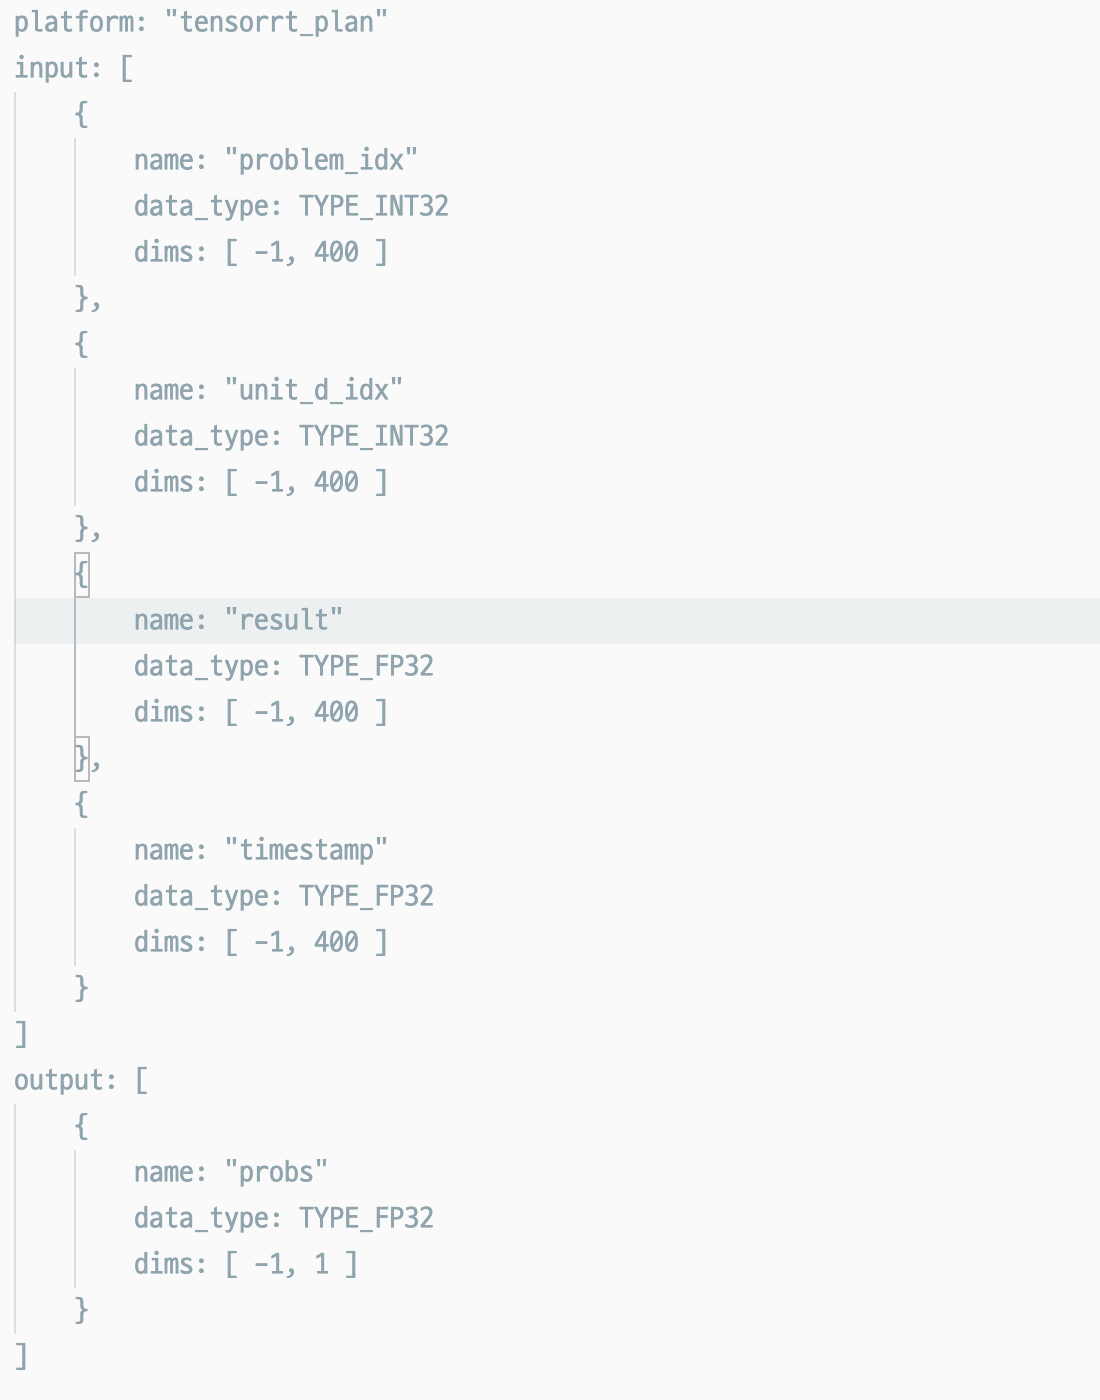 platform: "tensorrt_plan"
input: [
    {
        name: "problem_idx"
        data_type: TYPE_INT32
        dims: [ -1, 400 ]
    },
    {
        name: "unit_d_idx"
        data_type: TYPE_INT32
        dims: [ -1, 400 ]
    },
    {
        name: "result"
        data_type: TYPE_FP32
        dims: [ -1, 400 ]
    },
    {
        name: "timestamp"
        data_type: TYPE_FP32
        dims: [ -1, 400 ]
    }
]
output: [
    {
        name: "probs"
        data_type: TYPE_FP32
        dims: [ -1, 1 ]
    }
]